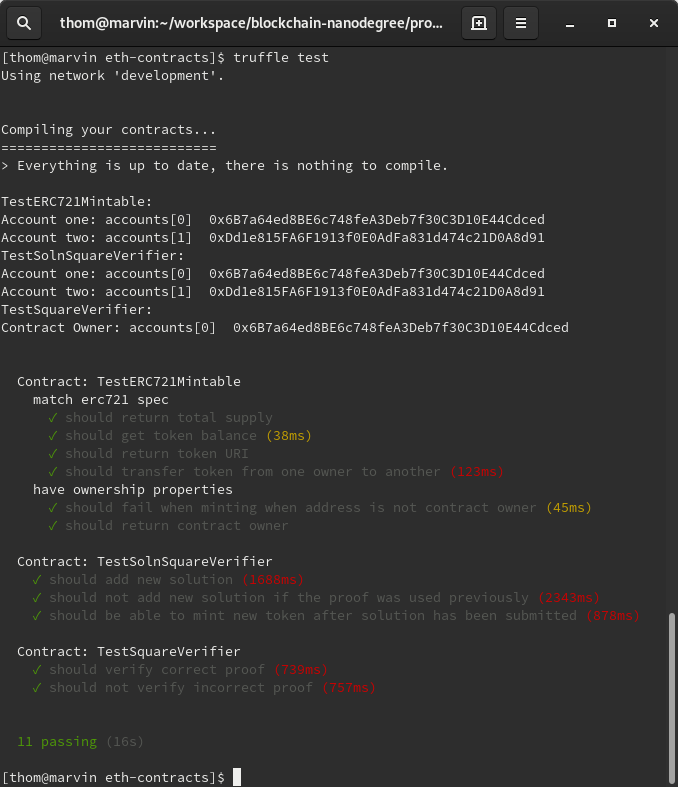 thom@marvin:~/workspace/blockchain-nanodegree/pro...
[thom@marvin eth-contracts]$ truffle test
Using network 'development'.
Compiling your contracts...
===========================
> Everything is up to date, there is nothing to compile.
TestERC721Mintable:
Account one: accounts[0]  0x6B7a64ed8BE6c748feA3Deb7f30C3D10E44Cdced
Account two: accounts[1]  0xDd1e815FA6F1913f0E0AdFa831d474c21D0A8d91
TestSolnSquareVerifier:
Account one: accounts[0]  0x6B7a64ed8BE6c748feA3Deb7f30C3D10E44Cdced
Account two: accounts[1]  0xDd1e815FA6F1913f0E0AdFa831d474c21D0A8d91
TestSquareVerifier:
Contract Owner: accounts[0]  0x6B7a64ed8BE6c748feA3Deb7f30C3D10E44Cdced
Contract: TestERC721Mintable
match erc721 spec
✓ should return total supply
✓ should get token balance (38ms)
✓ should return token URI
✓ should transfer token from one owner to another (123ms)
have ownership properties
✓ should fail when minting when address is not contract owner (45ms)
✓ should return contract owner
Contract: TestSolnSquareVerifier
✓ should add new solution (1688ms)
✓ should not add new solution if the proof was used previously (2343ms)
✓ should be able to mint new token after solution has been submitted (878ms)
Contract: TestSquareVerifier
✓ should verify correct proof (739ms)
✓ should not verify incorrect proof (757ms)
11 passing (16s)
[thom@marvin eth-contracts]$